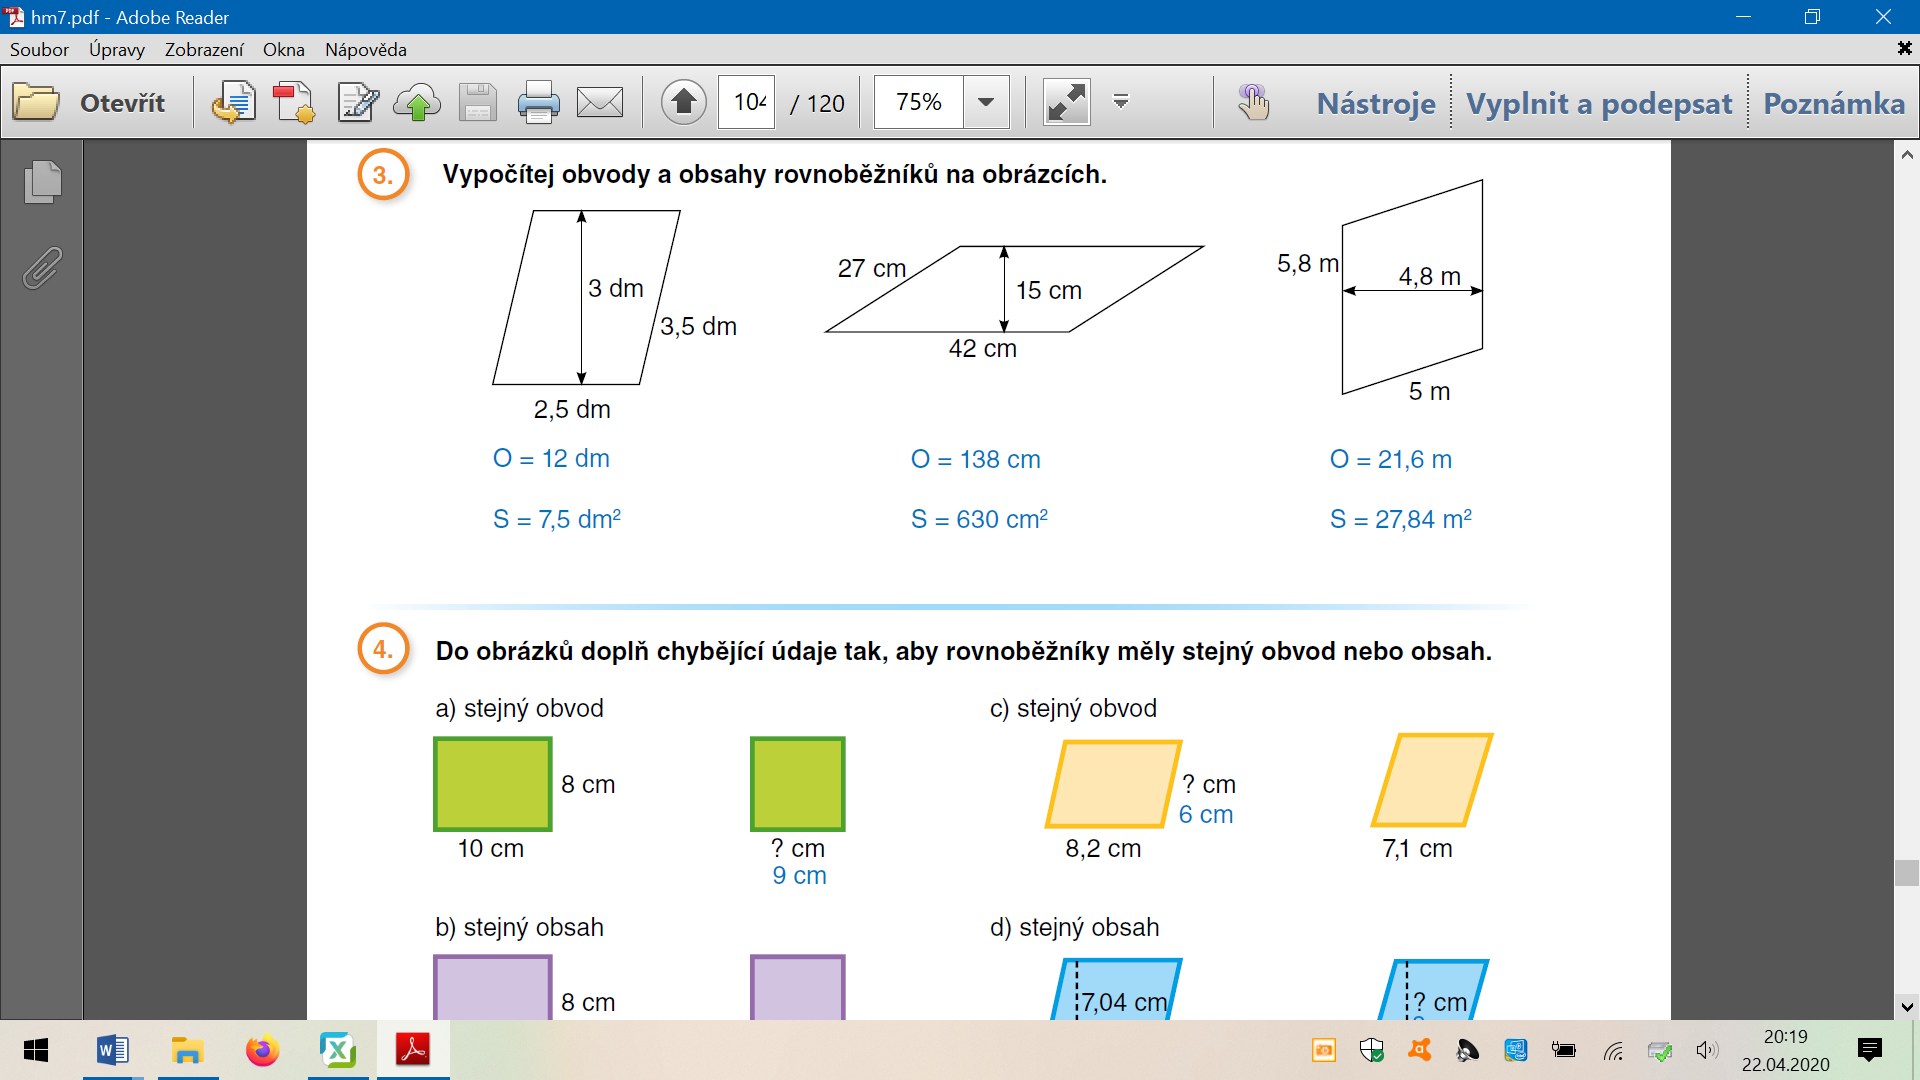 hm7.pdf - Adobe Reader
Soubor Úpravy Zobrazení Okna Nápověda
Otevřít 104 / 120 75% Nástroje Vyplnit a podepsat Poznámka
3. Vypočítej obvody a obsahy rovnoběžníků na obrázcích.
3 dm
3,5 dm
2,5 dm
27 cm
15 cm
42 cm
5,8 m
4,8 m
5 m
O = 12 dm O = 138 cm O = 21,6 m
S = 7,5 dm² S = 630 cm² S = 27,84 m²
4. Do obrázků doplň chybějící údaje tak, aby rovnoběžníky měly stejný obvod nebo obsah.
a) stejný obvod c) stejný obvod
8 cm ? cm
6 cm
10 cm ? cm 8,2 cm 7,1 cm
9 cm
b) stejný obsah d) stejný obsah
8 cm 7,04 cm ? cm
20:19
22.04.2020